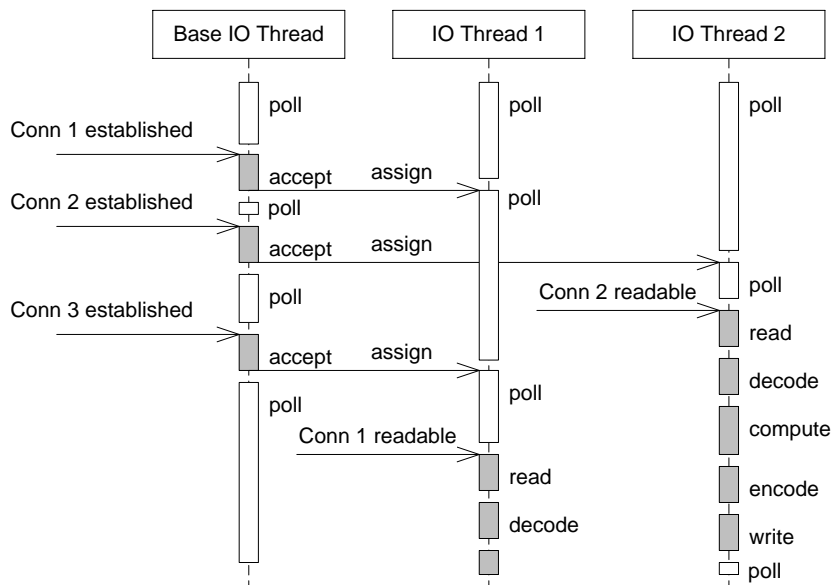 Base IO Thread
IO Thread 1
IO Thread 2
poll
poll
poll
Conn 1 established
accept
assign
Conn 2 established
poll
poll
accept
assign
poll
poll
Conn 2 readable
Conn 3 established
read
accept
assign
decode
poll
poll
compute
Conn 1 readable
read
encode
decode
write
poll